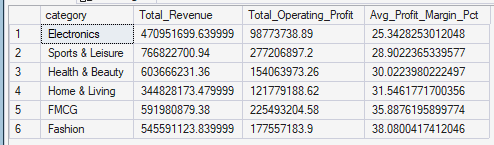 category Total_Revenue Total_Operating_Profit Avg_Profit_Margin_Pct
1 Electronics 470951699.639999 98773738.89 25.3428253012048
2 Sports & Leisure 766822700.94 277206897.2 28.9022365339577
3 Health & Beauty 603666231.36 154063973.26 30.0223980222497
4 Home & Living 344828173.479999 121779188.62 31.5461771700356
5 FMCG 591980879.38 225493204.58 35.8876195899774
6 Fashion 545591123.839999 177557183.9 38.0800417412046